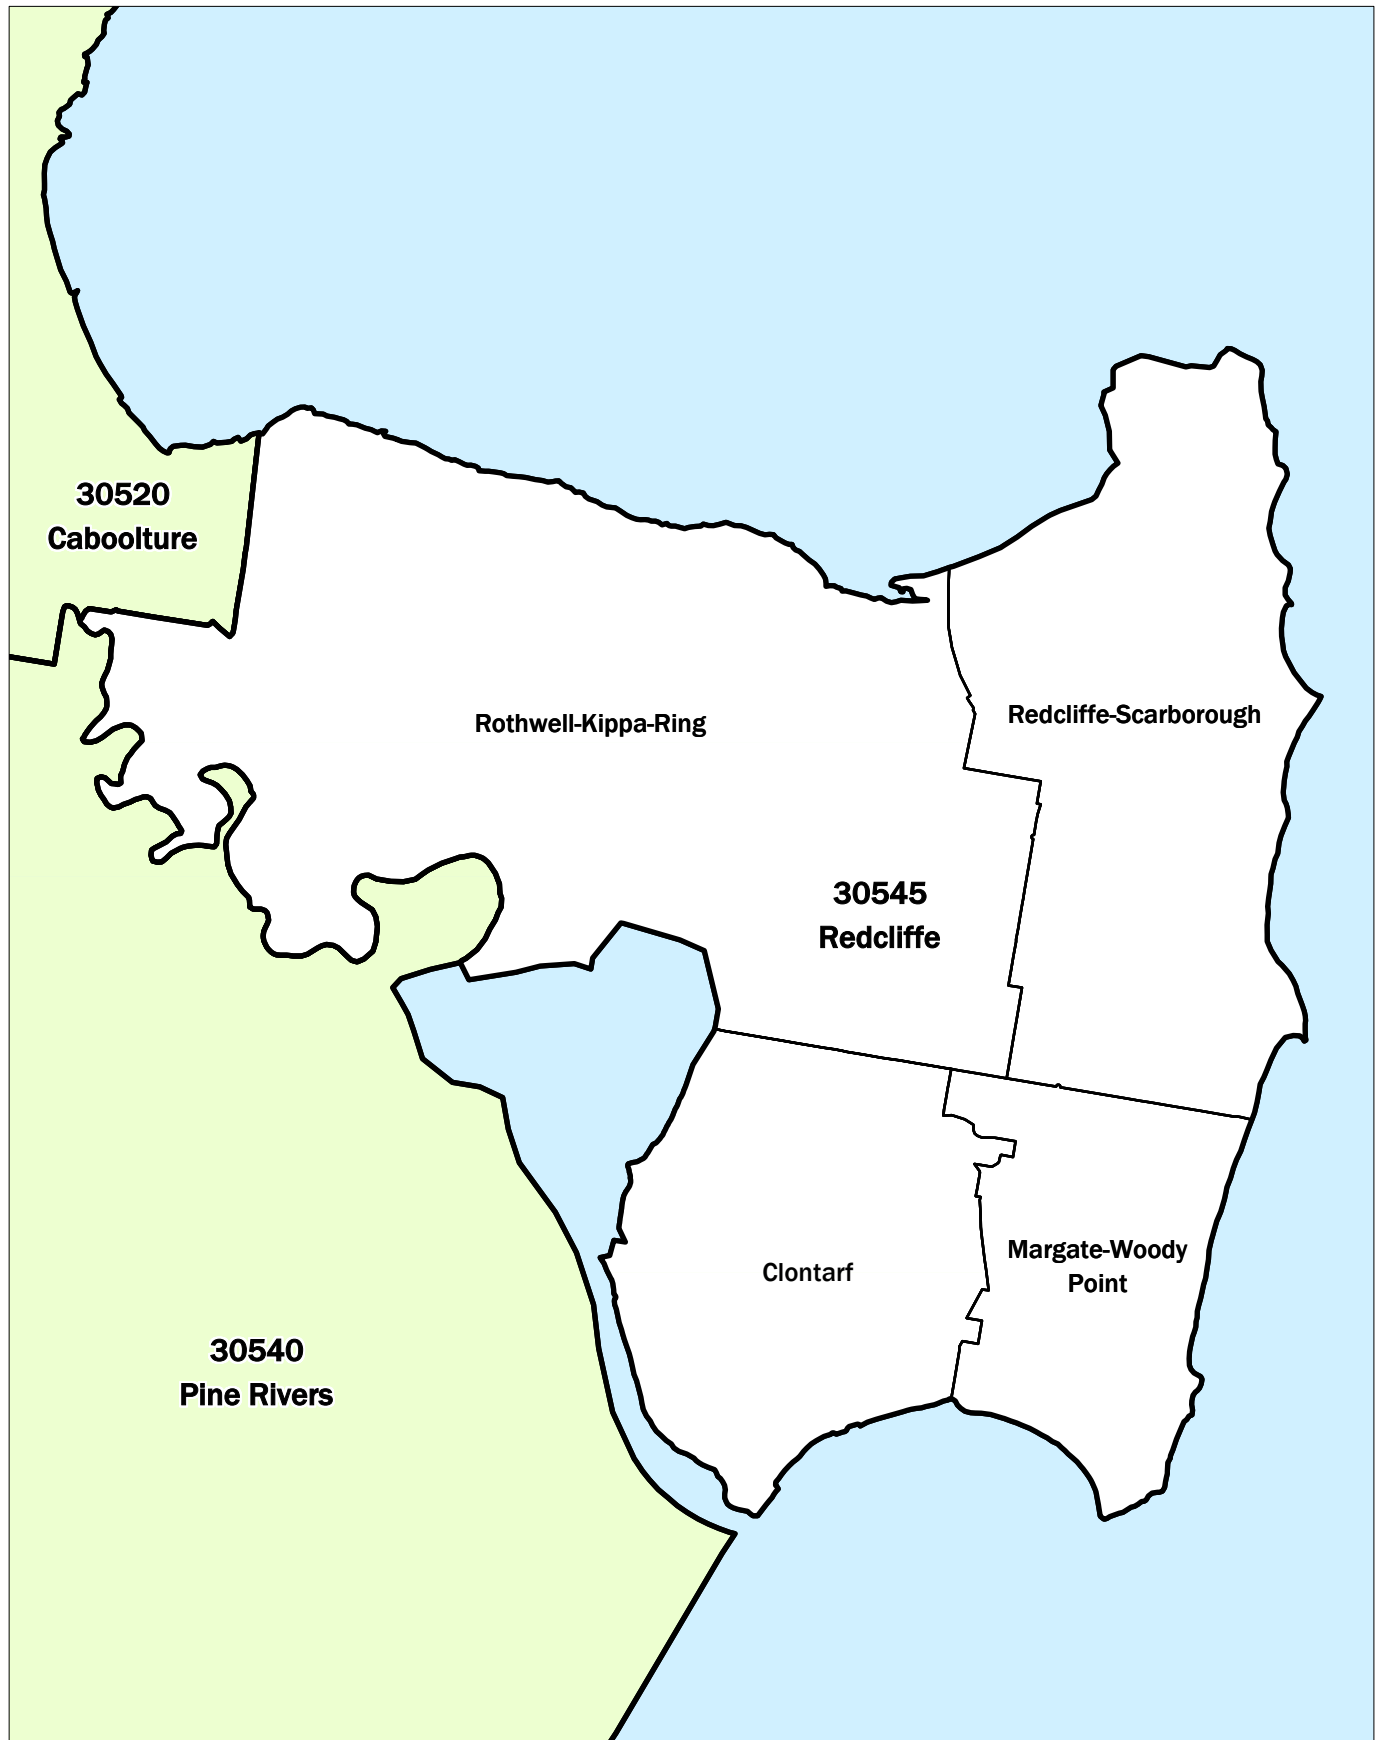 30520
Caboolture
Rothwell-Kippa-Ring
Redcliffe-Scarborough
30545
Redcliffe
Clontarf
Margate-Woody
Point
30540
Pine Rivers